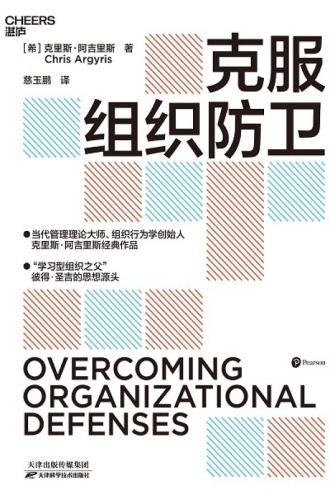 CHEERS
湛庐
[希] 克里斯·阿吉里斯 著
Chris Argyris
慈玉鹏 译
克服
组织防卫
● 当代管理理论大师、组织行为学创始人
克里斯·阿吉里斯经典作品
● “学习型组织之父”
彼得·圣吉的思想源头
OVERCOMING
ORGANIZATIONAL
DEFENSES
Pearson
天津出版传媒集团
天津科学技术出版社